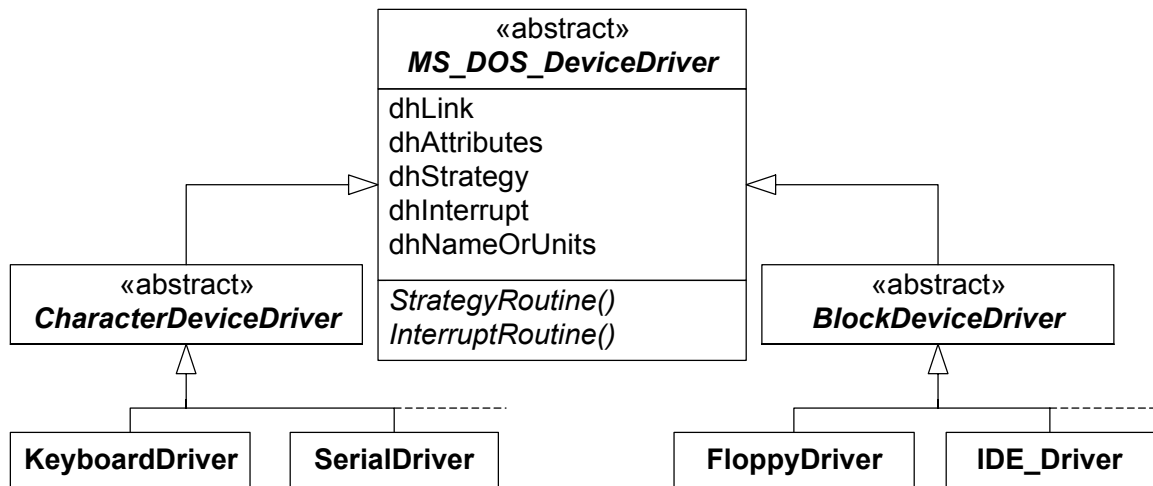 «abstract»
MS_DOS_DeviceDriver
dhLink
dhAttributes
dhStrategy
dhInterrupt
dhNameOrUnits
StrategyRoutine()
InterruptRoutine()
«abstract»
CharacterDeviceDriver
«abstract»
BlockDeviceDriver
KeyboardDriver
SerialDriver
FloppyDriver
IDE_Driver